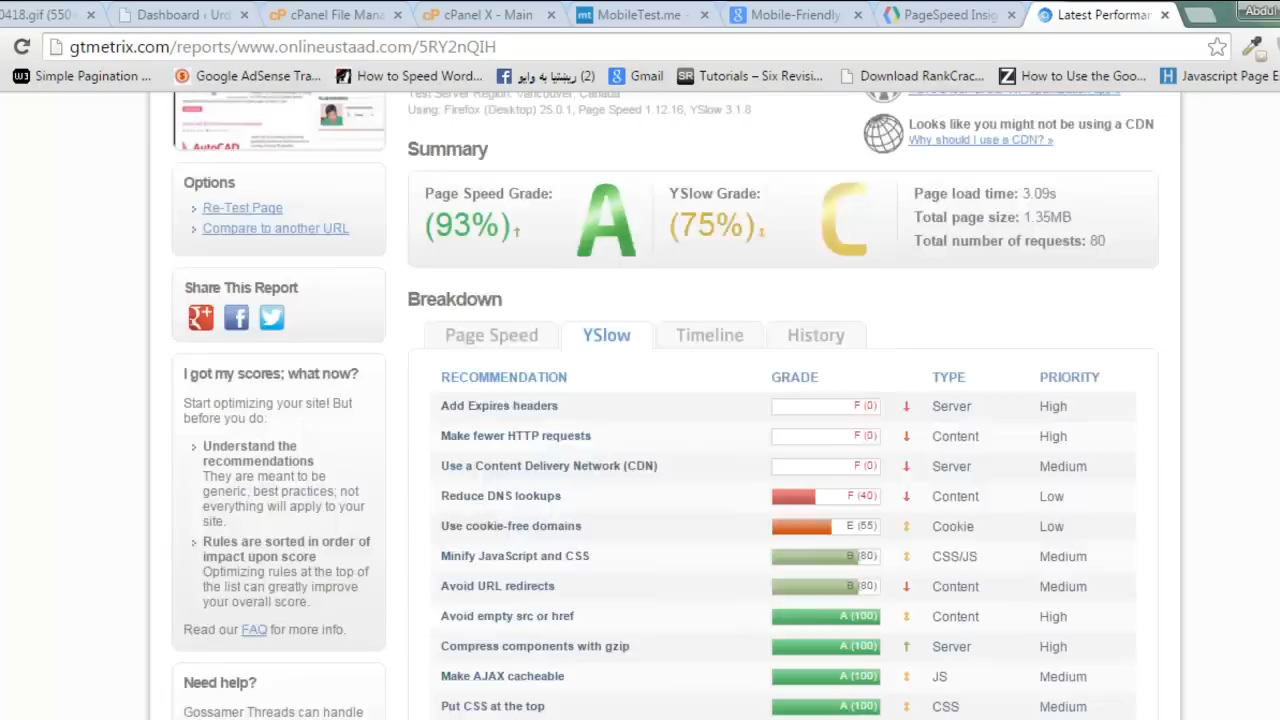 0418.gif (550
Dashboard ‹ Urd
cPanel File Mana
cPanel X - Main
MobileTest.me -
Mobile-Friendly
PageSpeed Insig
Latest Performar
Abdul
gtmetrix.com/reports/www.onlineustaad.com/5RY2nQIH
Simple Pagination ...
Google AdSense Tra...
How to Speed Word...
(2) ریښتیا به وایو
Gmail
Tutorials – Six Revisi...
Download RankCrac...
How to Use the Goo...
Javascript Page E
AutoCAD
Test Server Region: Vancouver, Canada
Using: Firefox (Desktop) 25.0.1, Page Speed 1.12.16, YSlow 3.1.8
Looks like you might not be using a CDN
Why should I use a CDN? »
Summary
Page Speed Grade:
(93%)↑
A
YSlow Grade:
(75%)↕
C
Page load time: 3.09s
Total page size: 1.35MB
Total number of requests: 80
Options
Re-Test Page
Compare to another URL
Share This Report
I got my scores; what now?
Start optimizing your site! But
before you do:
Understand the
recommendations
They are meant to be
generic, best practices; not
everything will apply to your
site.
Rules are sorted in order of
impact upon score
Optimizing rules at the top of
the list can greatly improve
your overall score.
Read our FAQ for more info.
Need help?
Gossamer Threads can handle
Breakdown
Page Speed
YSlow
Timeline
History
RECOMMENDATION GRADE TYPE PRIORITY
Add Expires headers F (0) ↓ Server High
Make fewer HTTP requests F (0) ↓ Content High
Use a Content Delivery Network (CDN) F (0) ↓ Server Medium
Reduce DNS lookups F (40) ↓ Content Low
Use cookie-free domains E (55) ↕ Cookie Low
Minify JavaScript and CSS B (80) ↕ CSS/JS Medium
Avoid URL redirects B (80) ↓ Content Medium
Avoid empty src or href A (100) ↕ Content High
Compress components with gzip A (100) ↑ Server High
Make AJAX cacheable A (100) ↕ JS Medium
Put CSS at the top A (100) ↕ CSS Medium